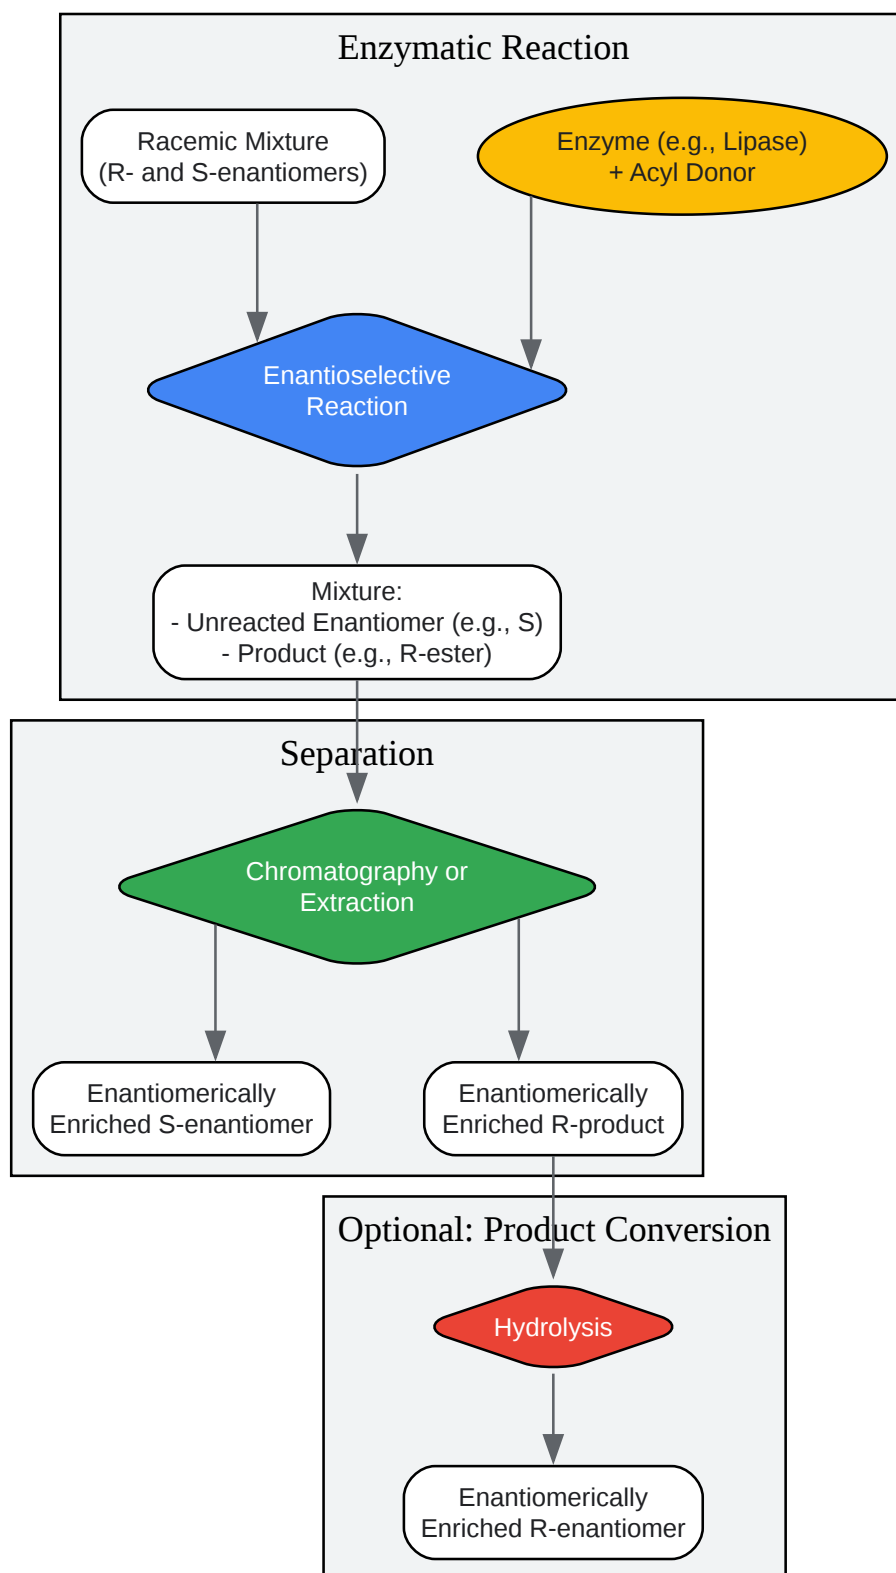 Enzymatic Reaction
Racemic Mixture
(R- and S-enantiomers)
Enzyme (e.g., Lipase)
+ Acyl Donor
Enantioselective
Reaction
Mixture:
- Unreacted Enantiomer (e.g., S)
- Product (e.g., R-ester)
Separation
Chromatography or
Extraction
Enantiomerically
Enriched S-enantiomer
Enantiomerically
Enriched R-product
Optional: Product Conversion
Hydrolysis
Enantiomerically
Enriched R-enantiomer